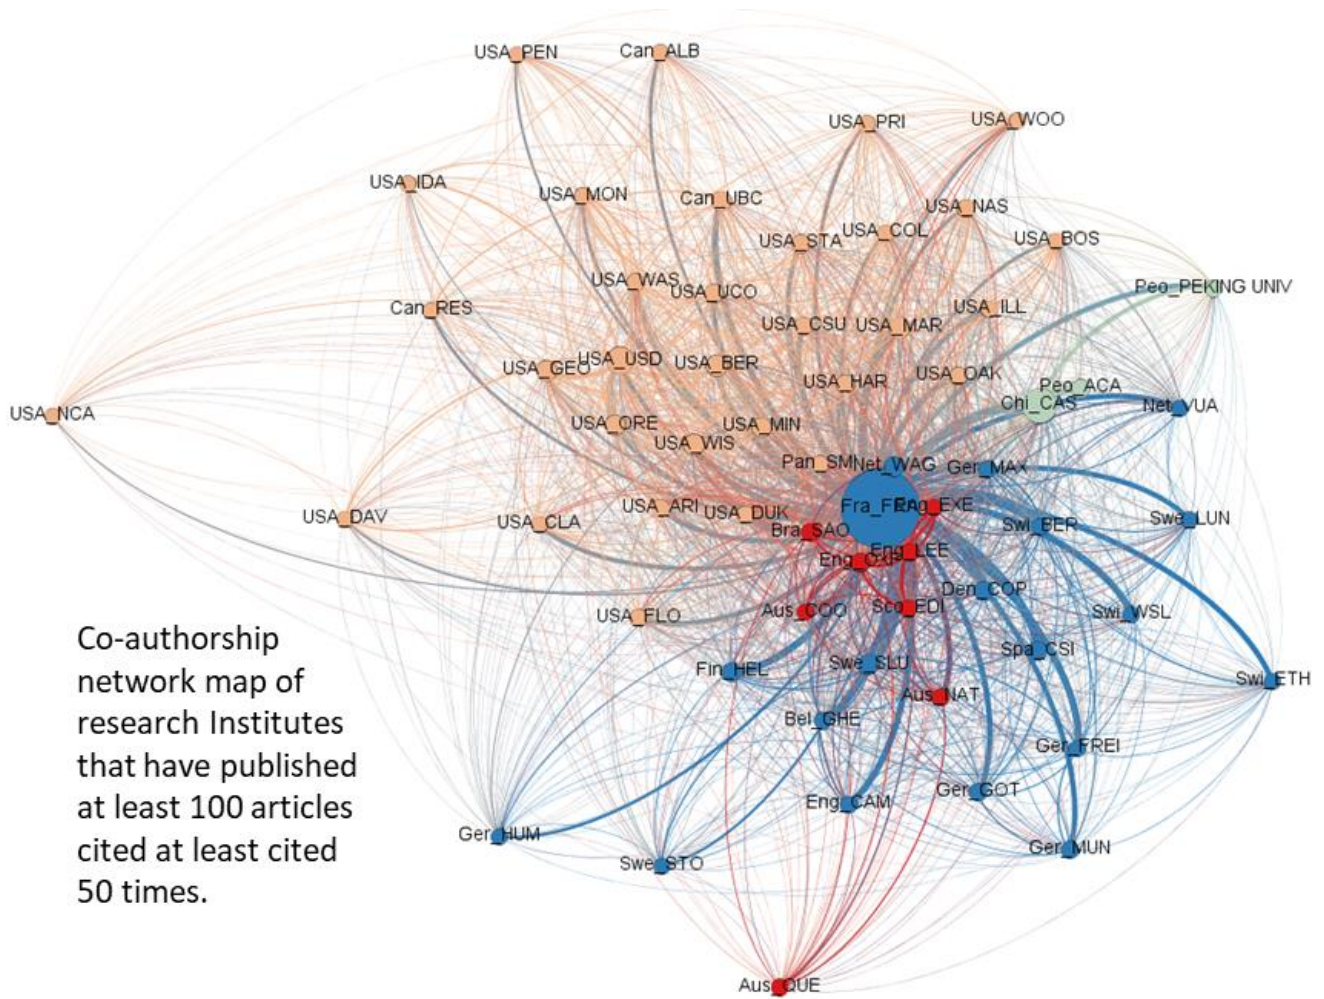 USA_PEN
Can_ALB
USA_PRI
USA_WOO
USA_IDA
USA_MON
Can_UBC
USA_NAS
USA_STA
USA_COL
USA_BOS
USA_WAS
USA_UCO
Peo_PEKING UNIV
Can_RES
USA_ILL
USA_CSU
USA_MAR
USA_GEO
USA_USD
USA_BER
USA_HAR
USA_OAK
Peo_ACA
Chi_CAS
Net_VUA
USA_NCA
USA_ORE
USA_WIS
USA_MIN
Pan_SMI
Net_WAG
Ger_MAX
USA_DAV
USA_CLA
USA_ARI
USA_DUK
Fra_
Eng_EXE
Bra_SAO
Swi_BER
Swe_LUN
Eng_LEE
Eng_
Den_COP
USA_FLO
Aus_COO
Sco_EDI
Swi_WSL
Fin_HEL
Swe_SLU
Spa_CSI
Swi_ETH
Aus_NAT
Bel_GHE
Ger_FREI
Eng_CAM
Ger_GOT
Ger_HUM
Swe_STO
Ger_MUN
Aus_QUE
Co-authorship
network map of
research Institutes
that have published
at least 100 articles
cited at least cited
50 times.